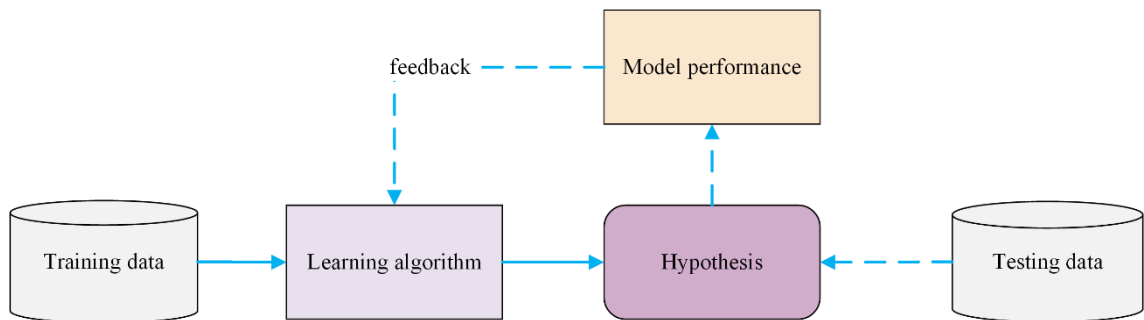 feedback
Model performance
Training data
Learning algorithm
Hypothesis
Testing data